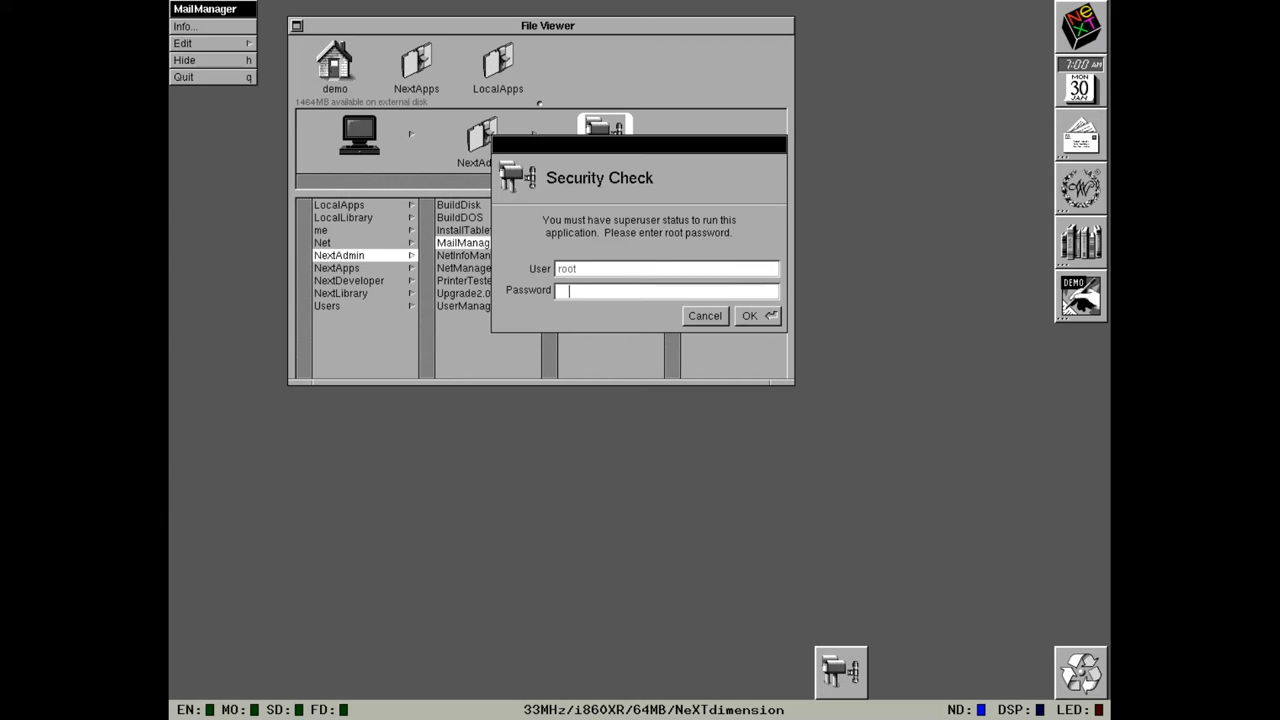 MailManager
Info...
Edit
Hide h
Quit q
File Viewer
demo
NextApps
LocalApps
1464MB available on external disk
NextAd
Security Check
You must have superuser status to run this
application. Please enter root password.
User root
Password
Cancel
OK
LocalApps
LocalLibrary
me
Net
NextAdmin
NextApps
NextDeveloper
NextLibrary
Users
BuildDisk
BuildDOS
InstallTablet
MailManag
NetInfoMan
NetManage
PrinterTeste
Upgrade2.0
UserManag
NeXT
7:00 AM
MON
30
JAN
DEMO
EN: MO: SD: FD:
33MHz/i860XR/64MB/NeXTdimension
ND: DSP: LED: